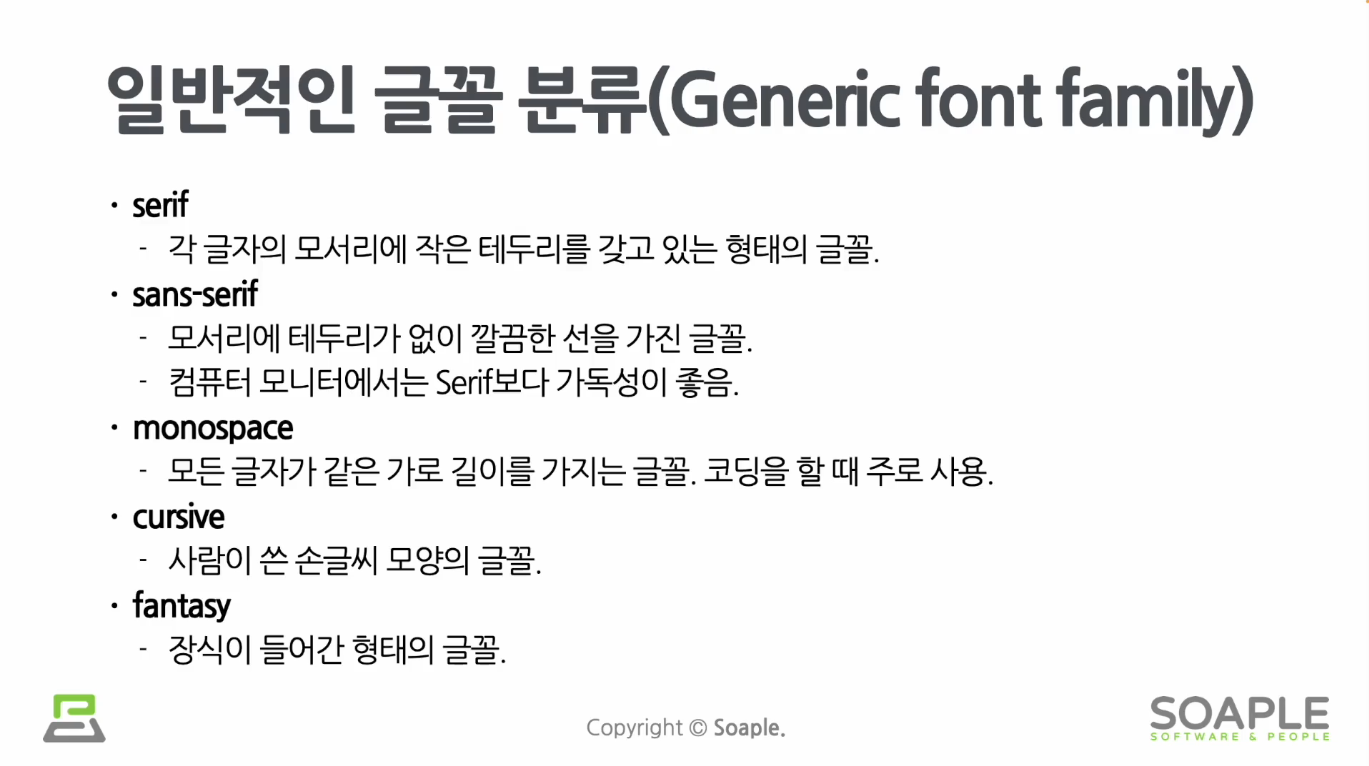 일반적인 글꼴 분류(Generic font family)
· serif
- 각 글자의 모서리에 작은 테두리를 갖고 있는 형태의 글꼴.
· sans-serif
- 모서리에 테두리가 없이 깔끔한 선을 가진 글꼴.
- 컴퓨터 모니터에서는 Serif보다 가독성이 좋음.
· monospace
- 모든 글자가 같은 가로 길이를 가지는 글꼴. 코딩을 할 때 주로 사용.
· cursive
- 사람이 쓴 손글씨 모양의 글꼴.
· fantasy
- 장식이 들어간 형태의 글꼴.
Copyright © Soaple.
SOAPLE
SOFTWARE & PEOPLE